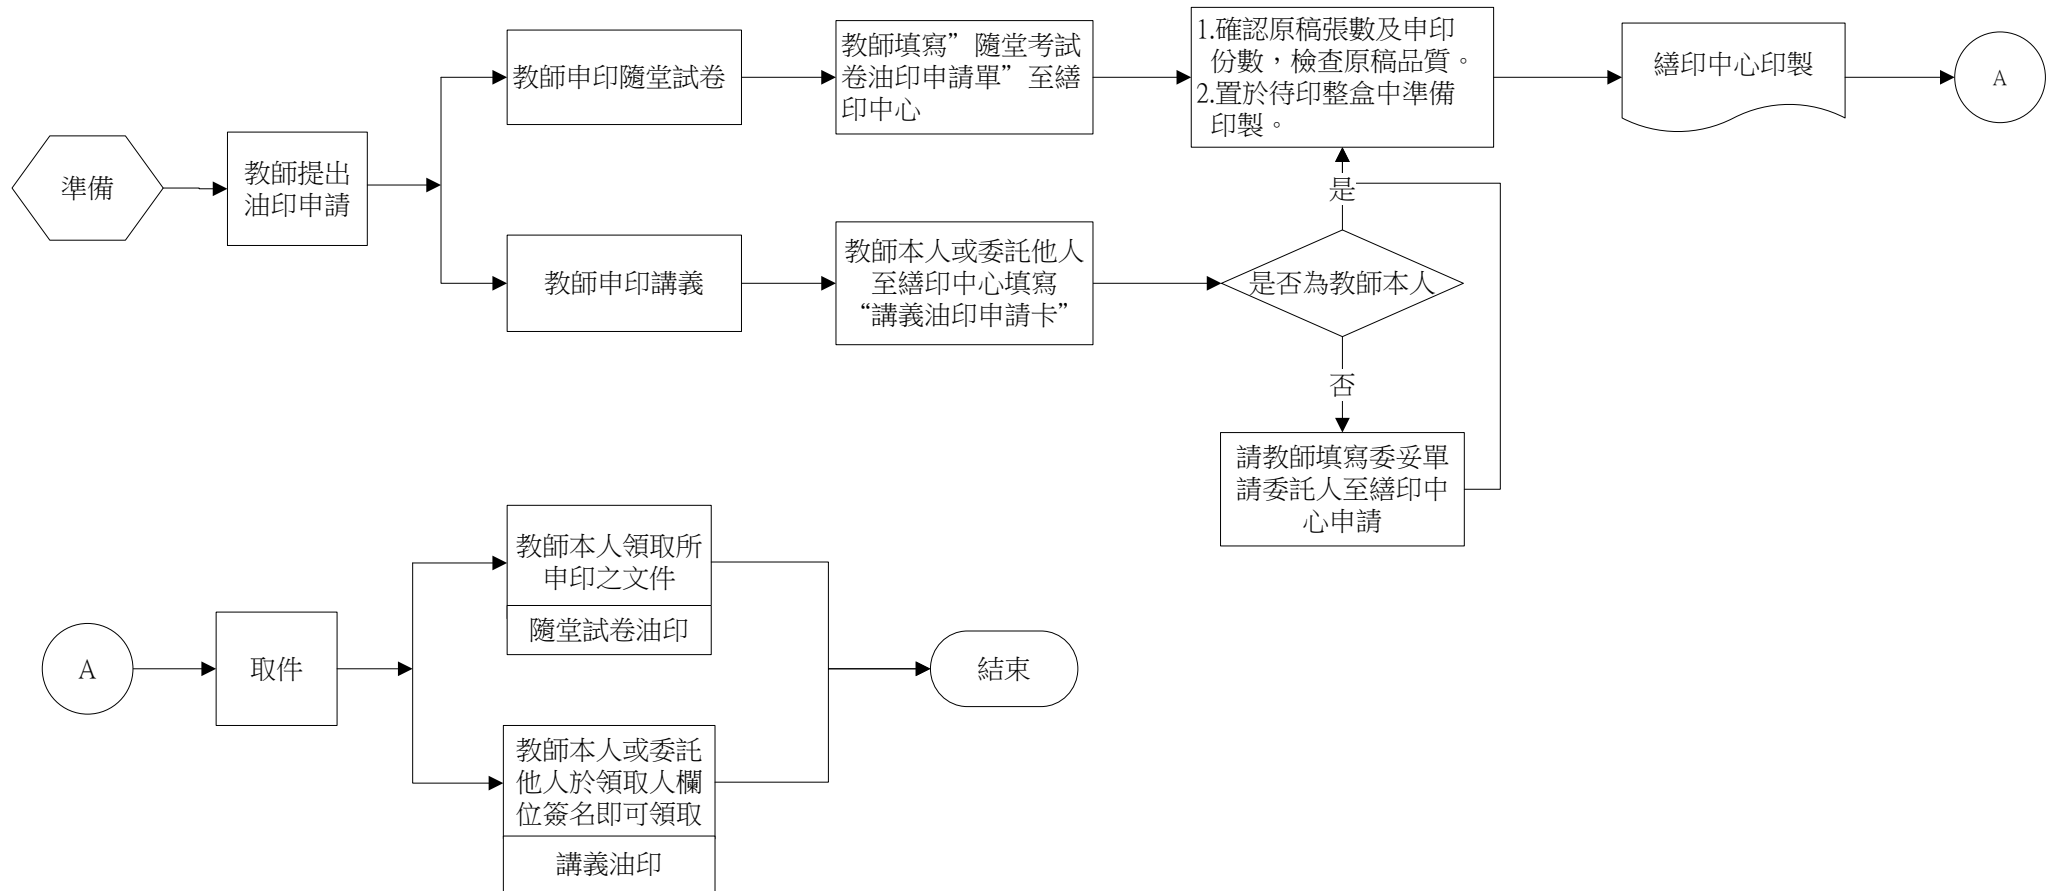 準備
教師提出
油印申請
教師申印隨堂試卷
教師填寫”隨堂考試
卷油印申請單”至繕
印中心
1.確認原稿張數及申印
份數，檢查原稿品質。
2.置於待印整盒中準備
印製。
繕印中心印製
A
教師申印講義
教師本人或委託他人
至繕印中心填寫
“講義油印申請卡”
是否為教師本人
是
否
請教師填寫委妥單
請委託人至繕印中
心申請
A
取件
教師本人領取所
申印之文件
隨堂試卷油印
教師本人或委託
他人於領取人欄
位簽名即可領取
講義油印
結束